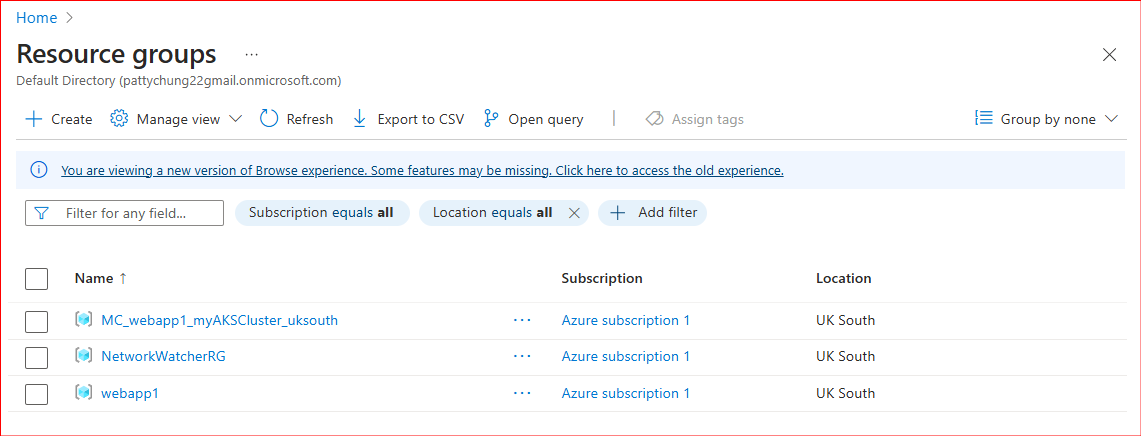 Home >
Resource groups ...
Default Directory (pattychung22gmail.onmicrosoft.com)
Create Manage view Refresh Export to CSV Open query Assign tags Group by none
You are viewing a new version of Browse experience. Some features may be missing. Click here to access the old experience.
Filter for any field... Subscription equals all Location equals all Add filter
Name ↑ Subscription Location
MC_webapp1_myAKSCluster_uksouth ... Azure subscription 1 UK South
NetworkWatcherRG ... Azure subscription 1 UK South
webapp1 ... Azure subscription 1 UK South